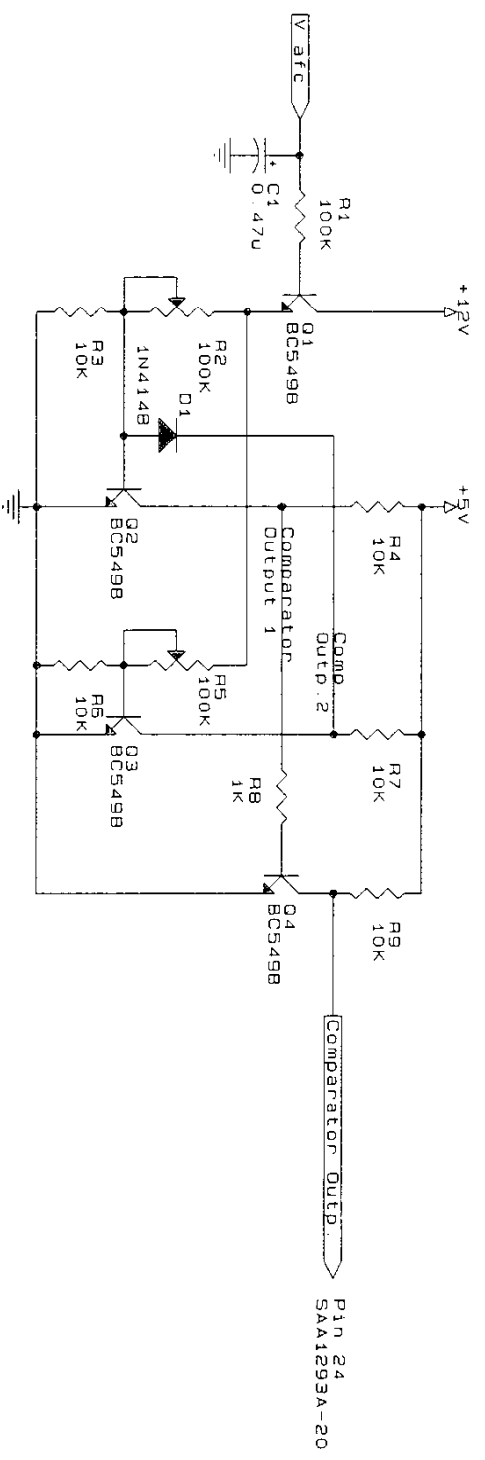 V afc
C1
0.47u
R1
100K
+12V
Q1
BC549B
R2
100K
R3
10K
D1
1N4148
+5V
R4
10K
Q2
BC549B
Comparator
Output 1
Comp
Outp.2
R5
100K
R6
10K
Q3
BC549B
R7
10K
R8
1K
Q4
BC549B
R9
10K
Comparator Outp.
Pin 24
SAA1293A-20